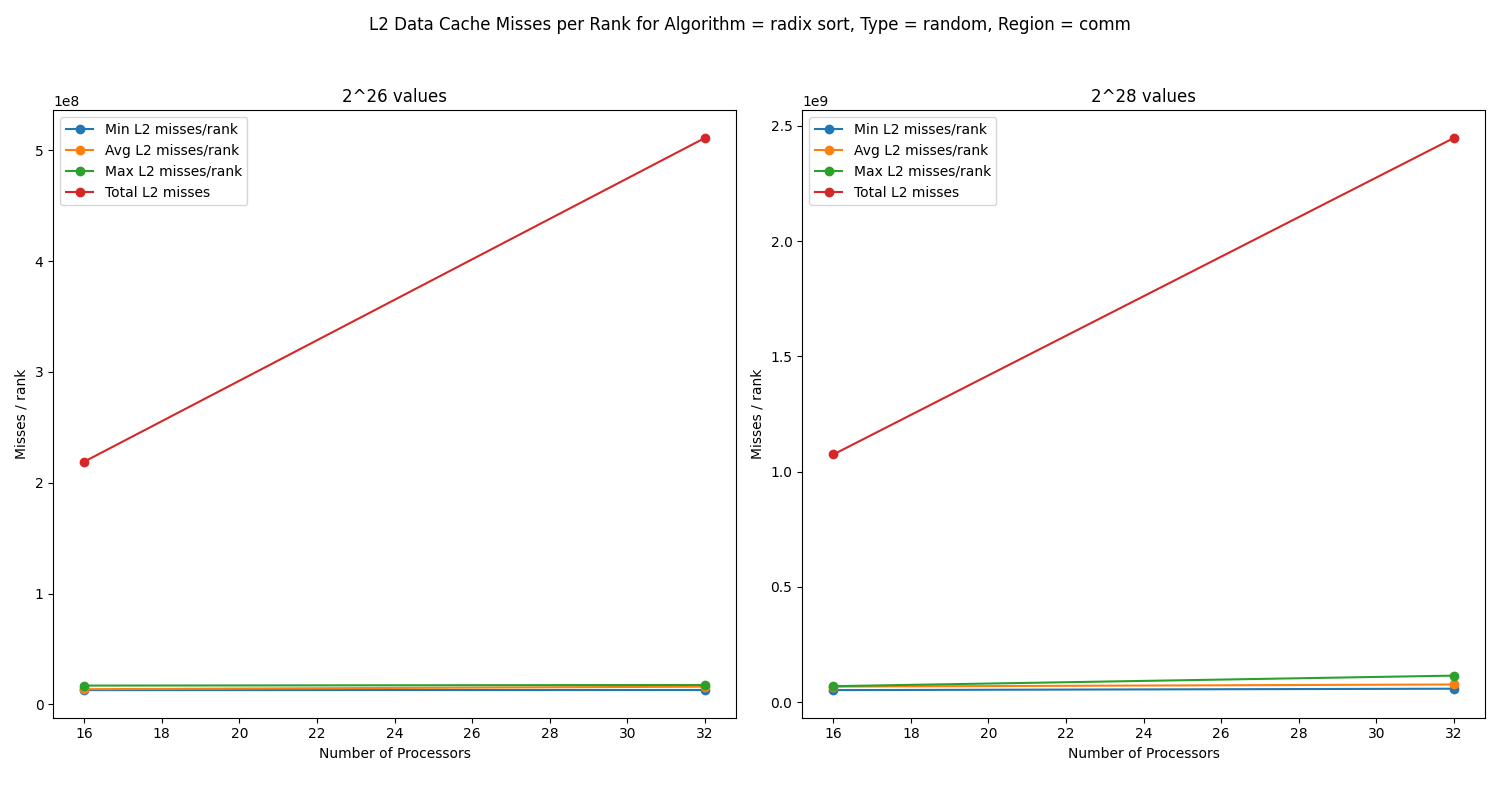 L2 Data Cache Misses per Rank for Algorithm = radix sort, Type = random, Region = comm
2^26 values
1e8
Min L2 misses/rank
Avg L2 misses/rank
Max L2 misses/rank
Total L2 misses
5
4
3
2
1
0
Misses / rank
16 18 20 22 24 26 28 30 32
Number of Processors
2^28 values
1e9
Min L2 misses/rank
Avg L2 misses/rank
Max L2 misses/rank
Total L2 misses
2.5
2.0
1.5
1.0
0.5
0.0
Misses / rank
16 18 20 22 24 26 28 30 32
Number of Processors